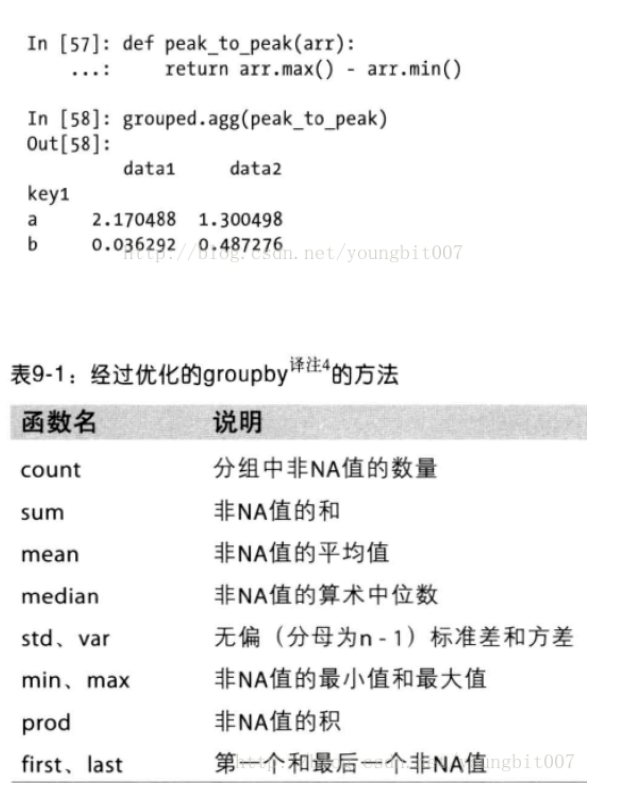 In [57]: def peak_to_peak(arr):
    ...:     return arr.max() - arr.min()
In [58]: grouped.agg(peak_to_peak)
Out[58]:
data1 data2
key1
a 2.170488 1.300498
b 0.036292 0.487276
http://blog.csdn.net/youngbit007
表9-1：经过优化的groupby译注4的方法
函数名 说明
count 分组中非NA值的数量
sum 非NA值的和
mean 非NA值的平均值
median 非NA值的算术中位数
std、var 无偏（分母为n - 1）标准差和方差
min、max 非NA值的最小值和最大值
prod 非NA值的积
first、last 第一个和最后一个非NA值
http://blog.csdn.net/youngbit007